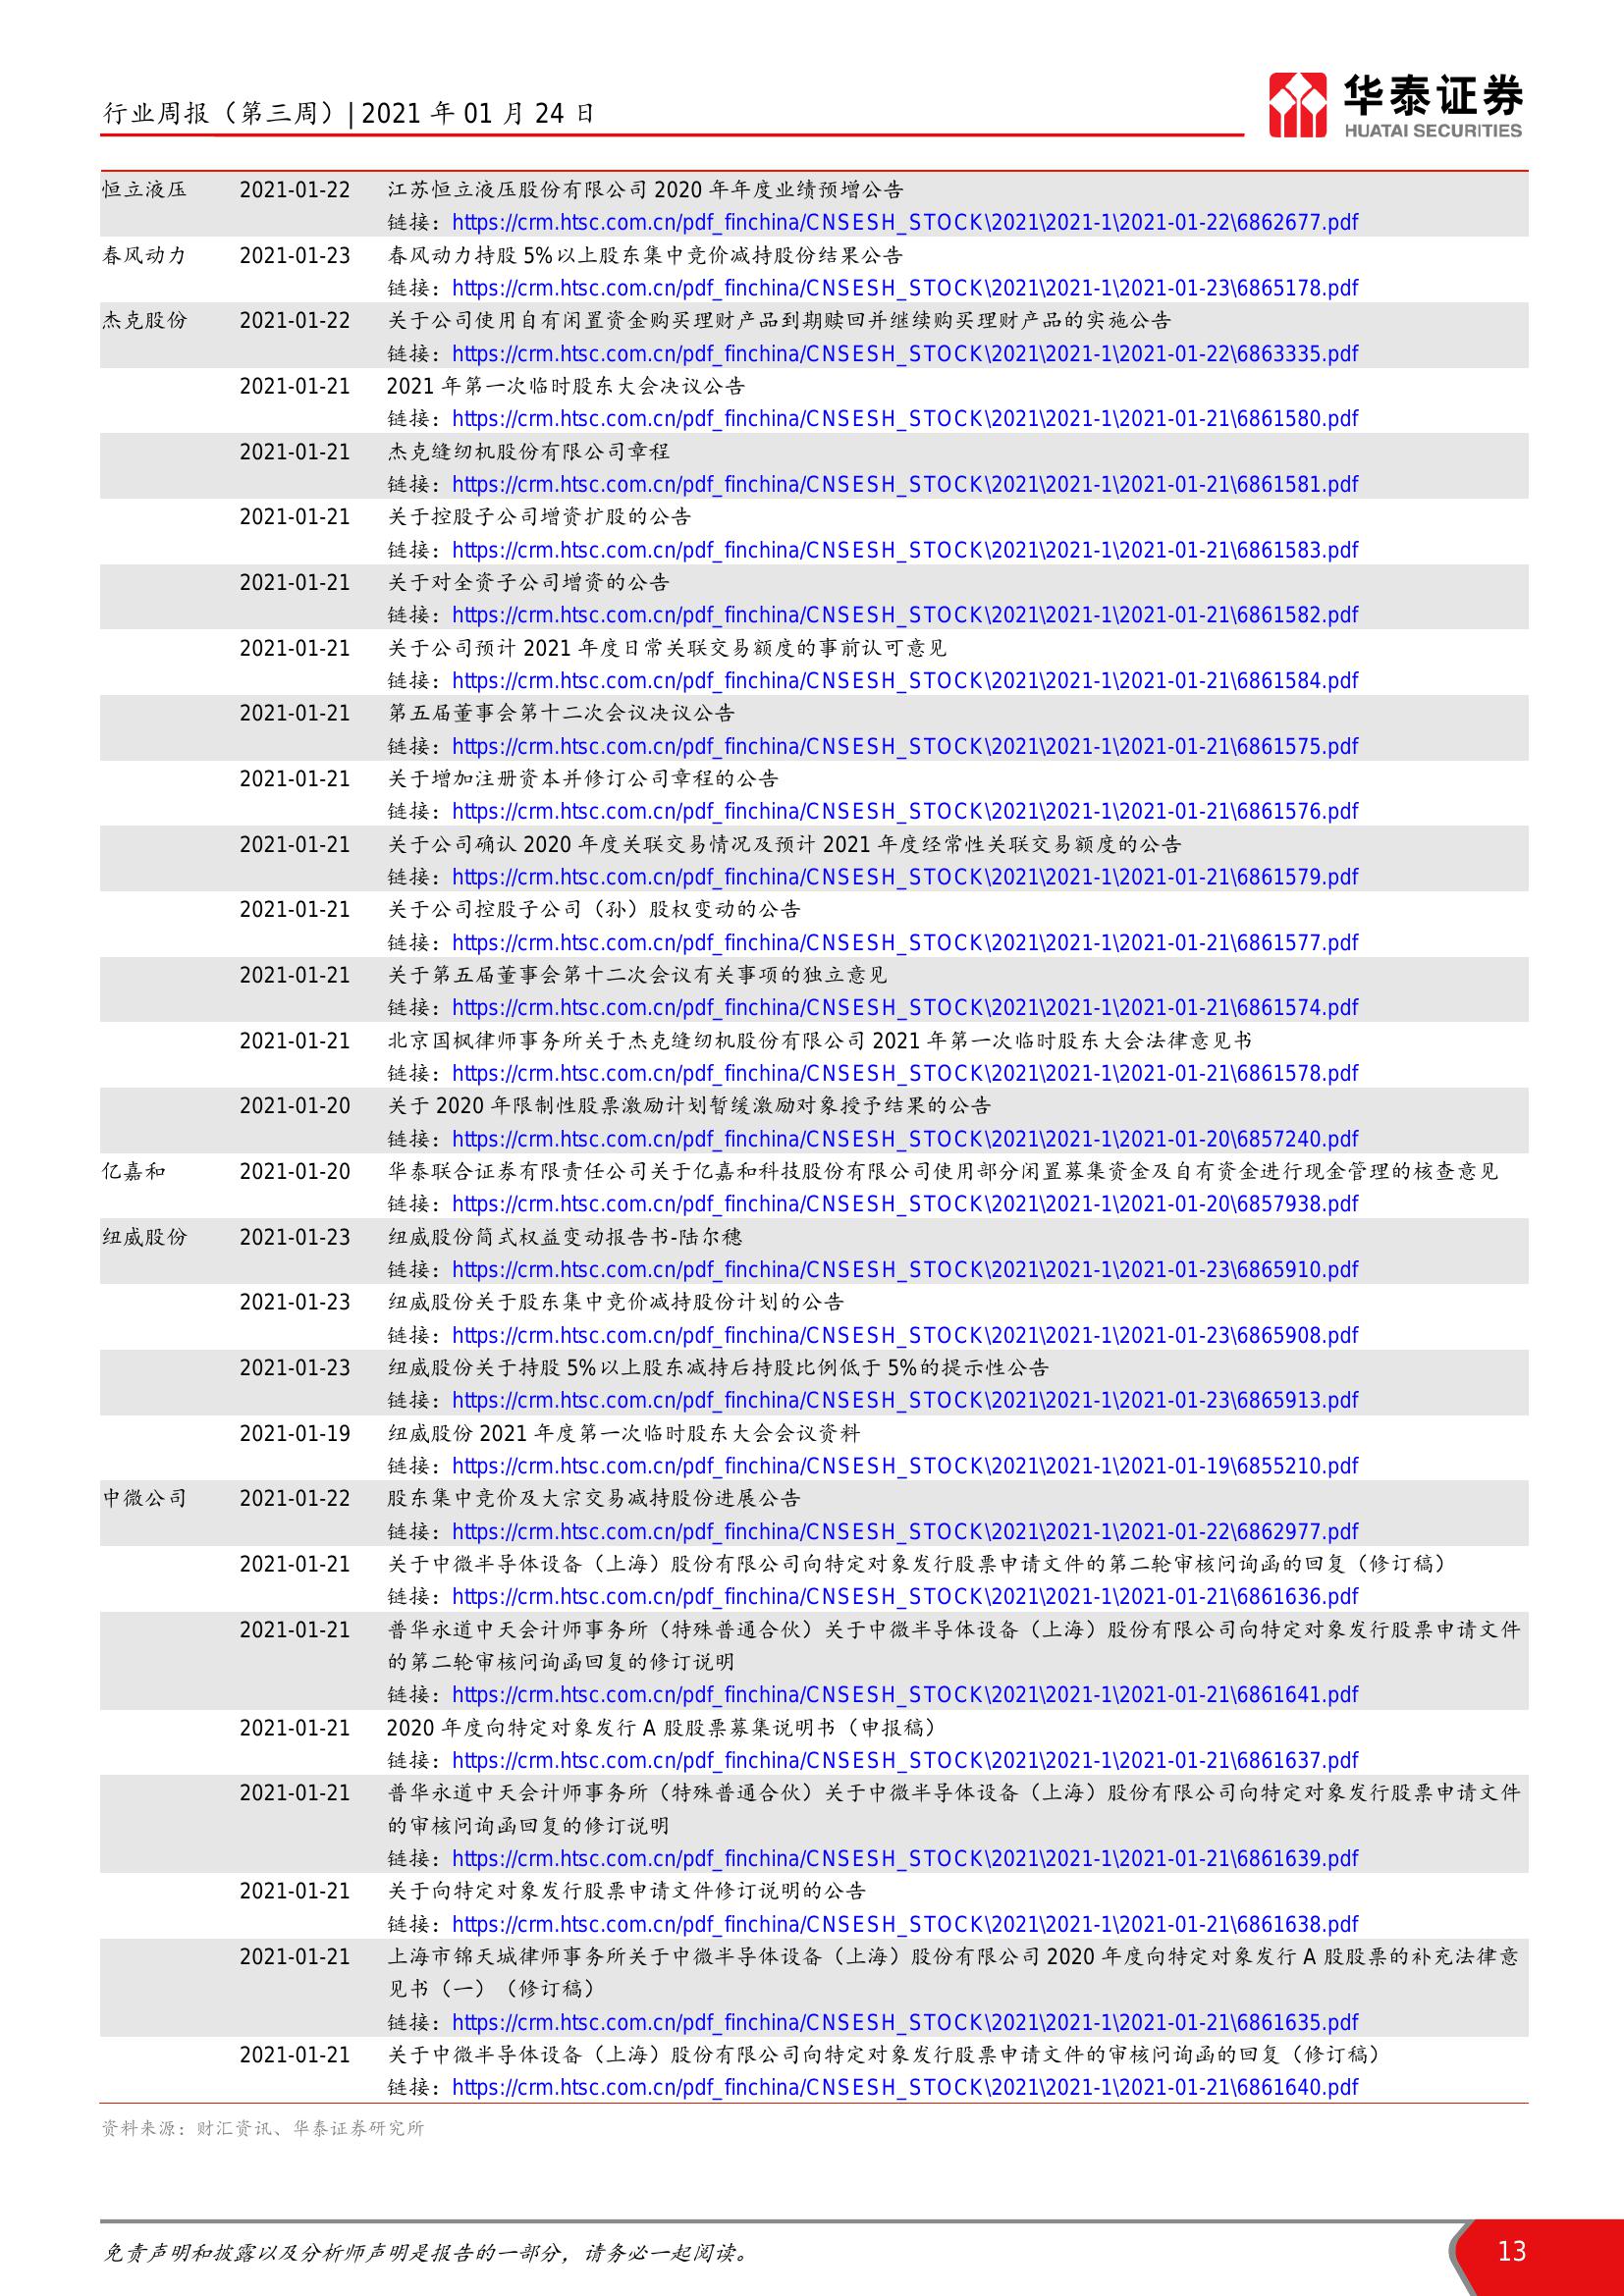 行业周报（第三周）| 2021 年 01 月 24 日
华泰证券
HUATAI SECURITIES
恒立液压 2021-01-22 江苏恒立液压股份有限公司 2020 年年度业绩预增公告
链接：https://crm.htsc.com.cn/pdf_finchina/CNSESH_STOCK\2021\2021-1\2021-01-22\6862677.pdf
春风动力 2021-01-23 春风动力持股 5%以上股东集中竞价减持股份结果公告
链接：https://crm.htsc.com.cn/pdf_finchina/CNSESH_STOCK\2021\2021-1\2021-01-23\6865178.pdf
杰克股份 2021-01-22 关于公司使用自有闲置资金购买理财产品到期赎回并继续购买理财产品的实施公告
链接：https://crm.htsc.com.cn/pdf_finchina/CNSESH_STOCK\2021\2021-1\2021-01-22\6863335.pdf
2021-01-21 2021 年第一次临时股东大会决议公告
链接：https://crm.htsc.com.cn/pdf_finchina/CNSESH_STOCK\2021\2021-1\2021-01-21\6861580.pdf
2021-01-21 杰克缝纫机股份有限公司章程
链接：https://crm.htsc.com.cn/pdf_finchina/CNSESH_STOCK\2021\2021-1\2021-01-21\6861581.pdf
2021-01-21 关于控股子公司增资扩股的公告
链接：https://crm.htsc.com.cn/pdf_finchina/CNSESH_STOCK\2021\2021-1\2021-01-21\6861583.pdf
2021-01-21 关于对全资子公司增资的公告
链接：https://crm.htsc.com.cn/pdf_finchina/CNSESH_STOCK\2021\2021-1\2021-01-21\6861582.pdf
2021-01-21 关于公司预计 2021 年度日常关联交易额度的事前认可意见
链接：https://crm.htsc.com.cn/pdf_finchina/CNSESH_STOCK\2021\2021-1\2021-01-21\6861584.pdf
2021-01-21 第五届董事会第十二次会议决议公告
链接：https://crm.htsc.com.cn/pdf_finchina/CNSESH_STOCK\2021\2021-1\2021-01-21\6861575.pdf
2021-01-21 关于增加注册资本并修订公司章程的公告
链接：https://crm.htsc.com.cn/pdf_finchina/CNSESH_STOCK\2021\2021-1\2021-01-21\6861576.pdf
2021-01-21 关于公司确认 2020 年度关联交易情况及预计 2021 年度经常性关联交易额度的公告
链接：https://crm.htsc.com.cn/pdf_finchina/CNSESH_STOCK\2021\2021-1\2021-01-21\6861579.pdf
2021-01-21 关于公司控股子公司（孙）股权变动的公告
链接：https://crm.htsc.com.cn/pdf_finchina/CNSESH_STOCK\2021\2021-1\2021-01-21\6861577.pdf
2021-01-21 关于第五届董事会第十二次会议有关事项的独立意见
链接：https://crm.htsc.com.cn/pdf_finchina/CNSESH_STOCK\2021\2021-1\2021-01-21\6861574.pdf
2021-01-21 北京国枫律师事务所关于杰克缝纫机股份有限公司 2021 年第一次临时股东大会法律意见书
链接：https://crm.htsc.com.cn/pdf_finchina/CNSESH_STOCK\2021\2021-1\2021-01-21\6861578.pdf
2021-01-20 关于 2020 年限制性股票激励计划暂缓激励对象授予结果的公告
链接：https://crm.htsc.com.cn/pdf_finchina/CNSESH_STOCK\2021\2021-1\2021-01-20\6857240.pdf
亿嘉和 2021-01-20 华泰联合证券有限责任公司关于亿嘉和科技股份有限公司使用部分闲置募集资金及自有资金进行现金管理的核查意见
链接：https://crm.htsc.com.cn/pdf_finchina/CNSESH_STOCK\2021\2021-1\2021-01-20\6857938.pdf
纽威股份 2021-01-23 纽威股份简式权益变动报告书-陆尔穗
链接：https://crm.htsc.com.cn/pdf_finchina/CNSESH_STOCK\2021\2021-1\2021-01-23\6865910.pdf
2021-01-23 纽威股份关于股东集中竞价减持股份计划的公告
链接：https://crm.htsc.com.cn/pdf_finchina/CNSESH_STOCK\2021\2021-1\2021-01-23\6865908.pdf
2021-01-23 纽威股份关于持股 5%以上股东减持后持股比例低于 5%的提示性公告
链接：https://crm.htsc.com.cn/pdf_finchina/CNSESH_STOCK\2021\2021-1\2021-01-23\6865913.pdf
2021-01-19 纽威股份 2021 年度第一次临时股东大会会议资料
链接：https://crm.htsc.com.cn/pdf_finchina/CNSESH_STOCK\2021\2021-1\2021-01-19\6855210.pdf
中微公司 2021-01-22 股东集中竞价及大宗交易减持股份进展公告
链接：https://crm.htsc.com.cn/pdf_finchina/CNSESH_STOCK\2021\2021-1\2021-01-22\6862977.pdf
2021-01-21 关于中微半导体设备（上海）股份有限公司向特定对象发行股票申请文件的第二轮审核问询函的回复（修订稿）
链接：https://crm.htsc.com.cn/pdf_finchina/CNSESH_STOCK\2021\2021-1\2021-01-21\6861636.pdf
2021-01-21 普华永道中天会计师事务所（特殊普通合伙）关于中微半导体设备（上海）股份有限公司向特定对象发行股票申请文件
的第二轮审核问询函回复的修订说明
链接：https://crm.htsc.com.cn/pdf_finchina/CNSESH_STOCK\2021\2021-1\2021-01-21\6861641.pdf
2021-01-21 2020 年度向特定对象发行 A 股股票募集说明书（申报稿）
链接：https://crm.htsc.com.cn/pdf_finchina/CNSESH_STOCK\2021\2021-1\2021-01-21\6861637.pdf
2021-01-21 普华永道中天会计师事务所（特殊普通合伙）关于中微半导体设备（上海）股份有限公司向特定对象发行股票申请文件
的审核问询函回复的修订说明
链接：https://crm.htsc.com.cn/pdf_finchina/CNSESH_STOCK\2021\2021-1\2021-01-21\6861639.pdf
2021-01-21 关于向特定对象发行股票申请文件修订说明的公告
链接：https://crm.htsc.com.cn/pdf_finchina/CNSESH_STOCK\2021\2021-1\2021-01-21\6861638.pdf
2021-01-21 上海市锦天城律师事务所关于中微半导体设备（上海）股份有限公司 2020 年度向特定对象发行 A 股股票的补充法律意
见书（一）（修订稿）
链接：https://crm.htsc.com.cn/pdf_finchina/CNSESH_STOCK\2021\2021-1\2021-01-21\6861635.pdf
2021-01-21 关于中微半导体设备（上海）股份有限公司向特定对象发行股票申请文件的审核问询函的回复（修订稿）
链接：https://crm.htsc.com.cn/pdf_finchina/CNSESH_STOCK\2021\2021-1\2021-01-21\6861640.pdf
资料来源：财汇资讯、华泰证券研究所
免责声明和披露以及分析师声明是报告的一部分，请务必一起阅读。
13